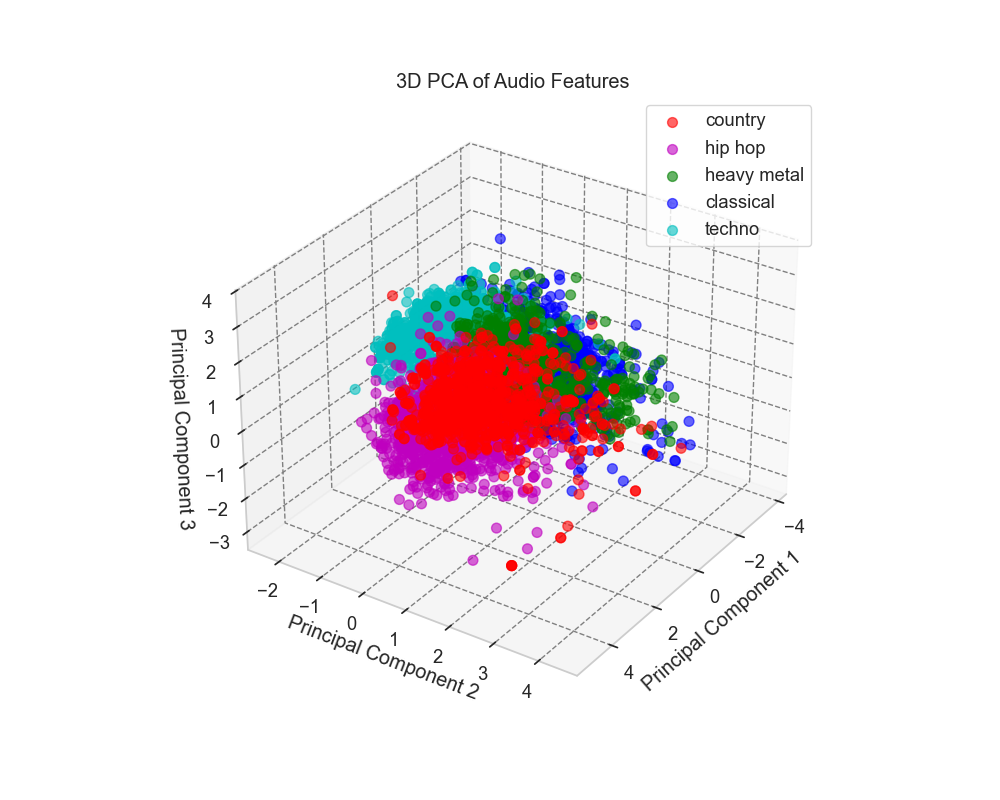 3D PCA of Audio Features
country
hip hop
heavy metal
classical
techno
4
3
2
1
0
−1
−2
−3
Principal Component 3
−2
−1
0
1
2
3
4
Principal Component 2
−4
−2
0
2
4
Principal Component 1